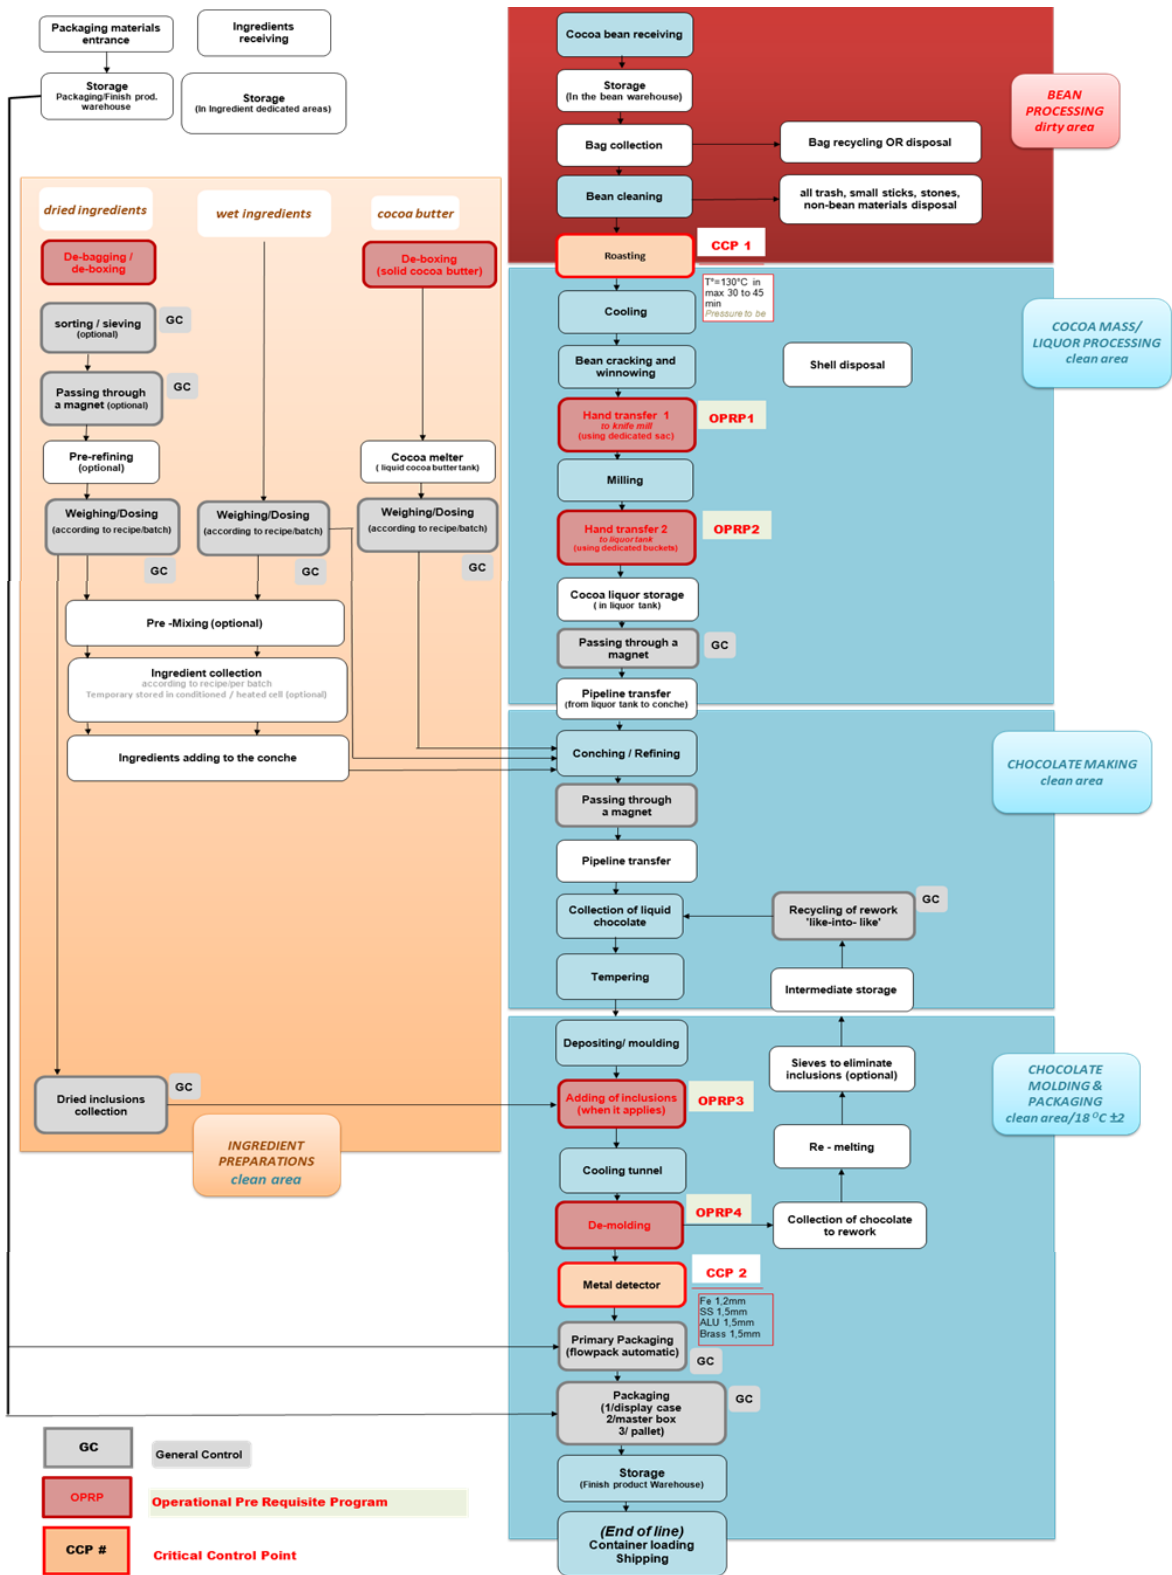 Packaging materials
entrance
Ingredients
receiving
Storage
Packaging/Finish prod.
warehouse
Storage
(In Ingredient dedicated areas)
Cocoa bean receiving
Storage
(In the bean warehouse)
Bag collection
Bag recycling OR disposal
Bean cleaning
all trash, small sticks, stones,
non-bean materials disposal
BEAN
PROCESSING
dirty area
Roasting
CCP 1
T°=130°C in
max 30 to 45
min
Pressure to be
dried ingredients
wet ingredients
cocoa butter
De-bagging /
de-boxing
De-boxing
(solid cocoa butter)
sorting / sieving
(optional)
GC
Passing through
a magnet (optional)
GC
Pre-refining
(optional)
Cocoa melter
( liquid cocoa butter tank)
Weighing/Dosing
(according to recipe/batch)
GC
Weighing/Dosing
(according to recipe/batch)
GC
Weighing/Dosing
(according to recipe/batch)
GC
Pre -Mixing (optional)
Ingredient collection
according to recipe/per batch
Temporary stored in conditioned / heated cell (optional)
Ingredients adding to the conche
Dried inclusions
collection
GC
INGREDIENT
PREPARATIONS
clean area
Cooling
COCOA MASS/
LIQUOR PROCESSING
clean area
Bean cracking and
winnowing
Shell disposal
Hand transfer 1
to knife mill
(using dedicated sac)
OPRP1
Milling
Hand transfer 2
to liquor tank
(using dedicated buckets)
OPRP2
Cocoa liquor storage
( in liquor tank)
Passing through a
magnet
GC
Pipeline transfer
(from liquor tank to conche)
Conching / Refining
CHOCOLATE MAKING
clean area
Passing through
a magnet
Pipeline transfer
Collection of liquid
chocolate
Recycling of rework
'like-into- like'
GC
Tempering
Intermediate storage
Depositing/ moulding
Sieves to eliminate
inclusions (optional)
CHOCOLATE
MOLDING &
PACKAGING
clean area/18 °C ±2
Adding of inclusions
(when it applies)
OPRP3
Re - melting
Cooling tunnel
De-molding
OPRP4
Collection of chocolate
to rework
Metal detector
CCP 2
Fe 1,2mm
SS 1,5mm
ALU 1,5mm
Brass 1,5mm
Primary Packaging
(flowpack automatic)
GC
Packaging
(1/display case
2/master box
3/ pallet)
GC
Storage
(Finish product Warehouse)
(End of line)
Container loading
Shipping
GC
General Control
OPRP
Operational Pre Requisite Program
CCP #
Critical Control Point